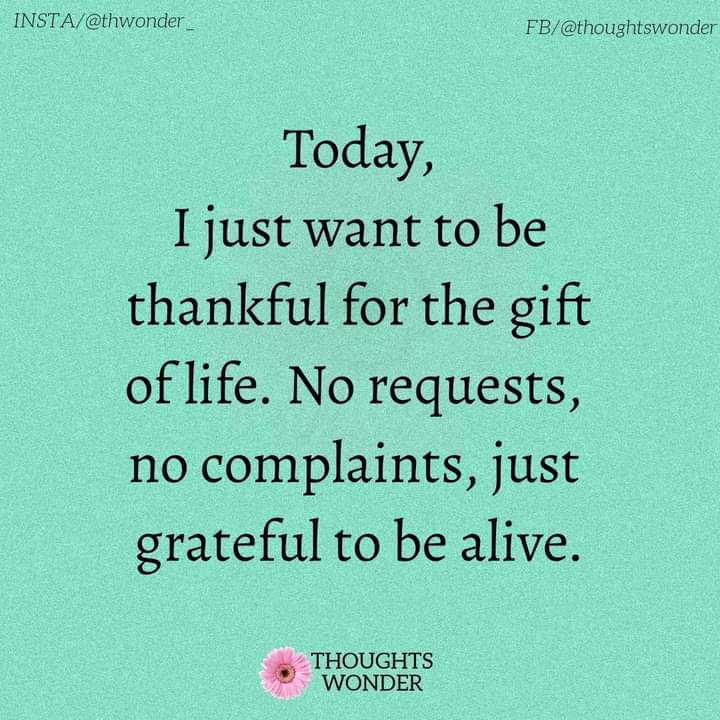 INSTA/@thwonder_
FB/@thoughtswonder
Today,
I just want to be
thankful for the gift
of life. No requests,
no complaints, just
grateful to be alive.
THOUGHTS
WONDER